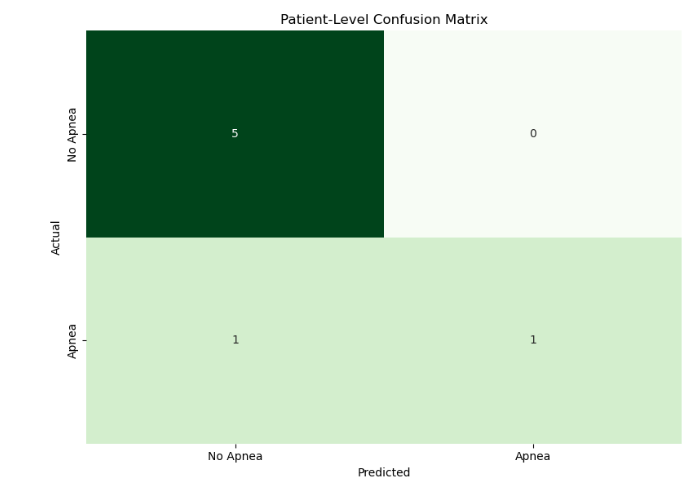 Patient-Level Confusion Matrix
Actual
No Apnea
5
0
Apnea
1
1
No Apnea
Apnea
Predicted